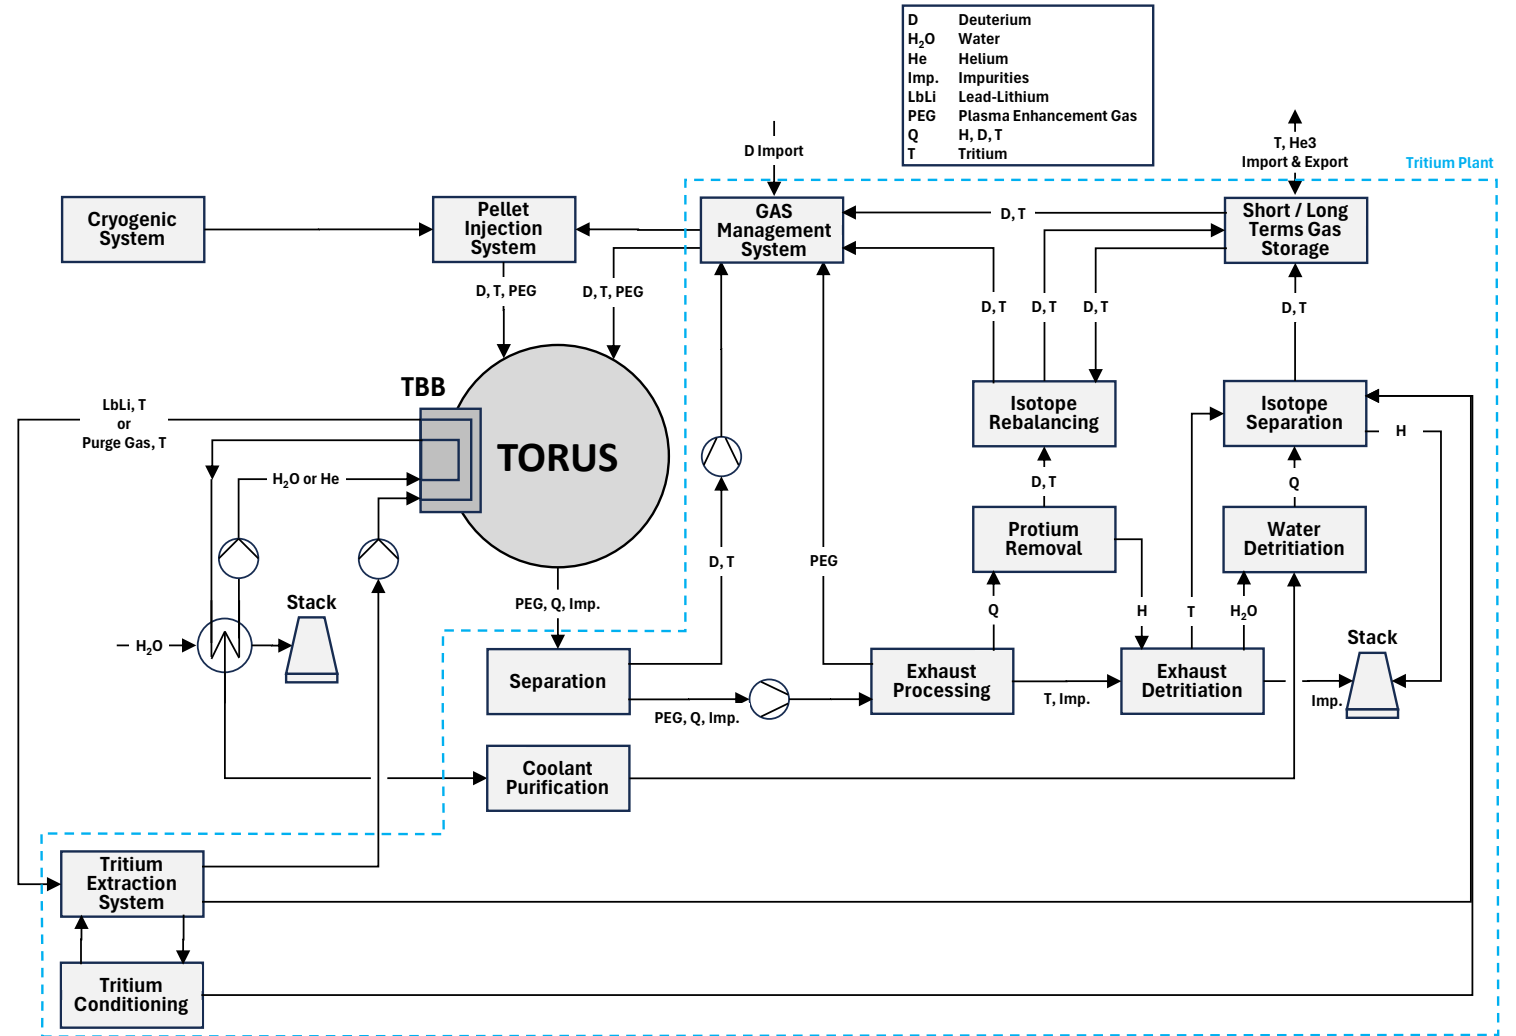 D Deuterium
H₂O Water
He Helium
Imp. Impurities
LbLi Lead-Lithium
PEG Plasma Enhancement Gas
Q H, D, T
T Tritium
D Import
T, He3
Import & Export
Tritium Plant
Cryogenic
System
Pellet
Injection
System
GAS
Management
System
D, T
Short / Long
Terms Gas
Storage
D, T, PEG
D, T, PEG
D, T
D, T
D, T
D, T
TBB
TORUS
LbLi, T
or
Purge Gas, T
Isotope
Rebalancing
Isotope
Separation
H
H₂O or He
D, T
Q
Protium
Removal
Water
Detritiation
D, T
PEG
PEG, Q, Imp.
Stack
H₂O
Q
H
T
H₂O
Stack
Separation
Exhaust
Processing
T, Imp.
Exhaust
Detritiation
Imp.
PEG, Q, Imp.
Coolant
Purification
Tritium
Extraction
System
Tritium
Conditioning